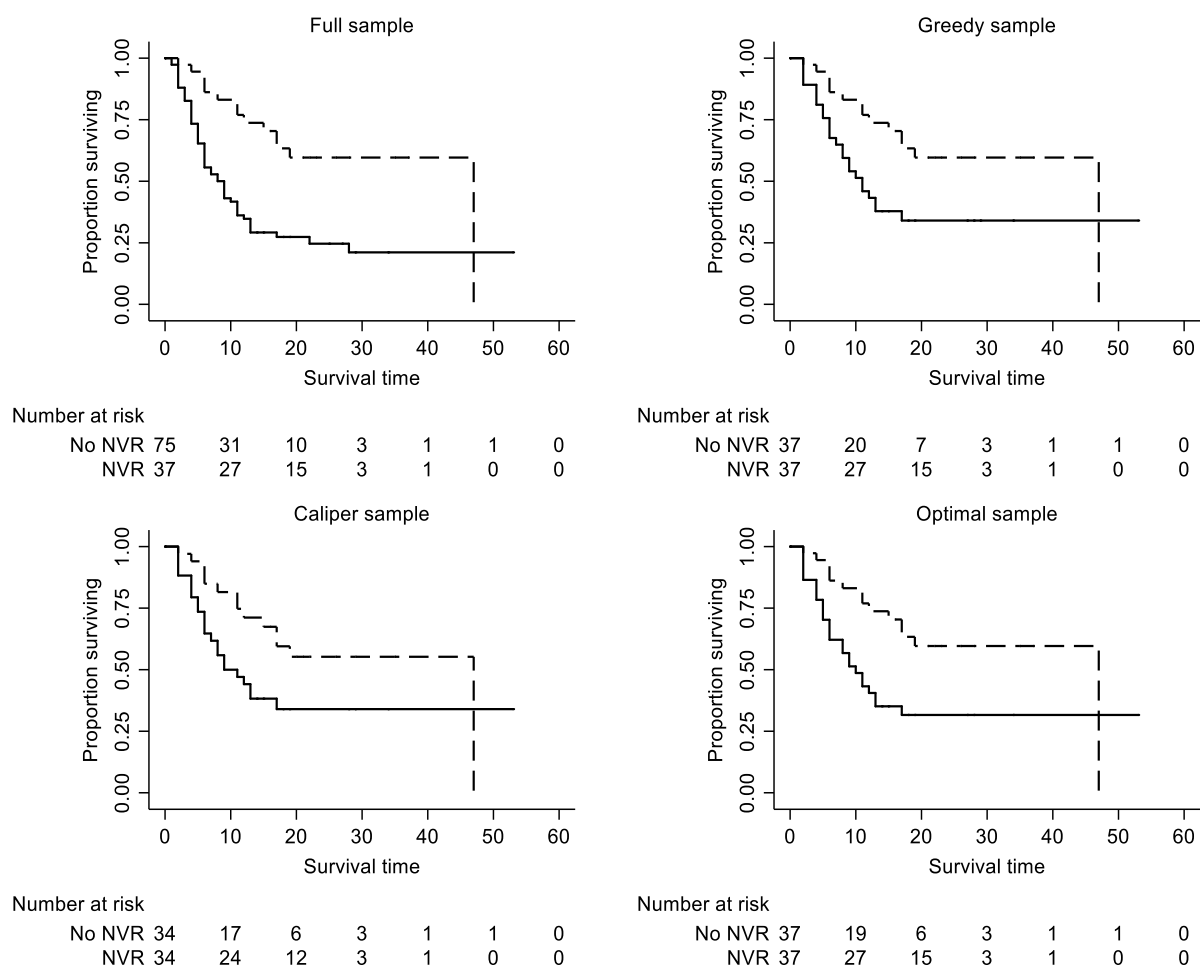 Full sample
Proportion surviving
1.00
0.75
0.50
0.25
0.00
0 10 20 30 40 50 60
Survival time
Number at risk
No NVR 75 31 10 3 1 1 0
NVR 37 27 15 3 1 0 0
Greedy sample
Proportion surviving
1.00
0.75
0.50
0.25
0.00
0 10 20 30 40 50 60
Survival time
Number at risk
No NVR 37 20 7 3 1 1 0
NVR 37 27 15 3 1 0 0
Caliper sample
Proportion surviving
1.00
0.75
0.50
0.25
0.00
0 10 20 30 40 50 60
Survival time
Number at risk
No NVR 34 17 6 3 1 1 0
NVR 34 24 12 3 1 0 0
Optimal sample
Proportion surviving
1.00
0.75
0.50
0.25
0.00
0 10 20 30 40 50 60
Survival time
Number at risk
No NVR 37 19 6 3 1 1 0
NVR 37 27 15 3 1 0 0